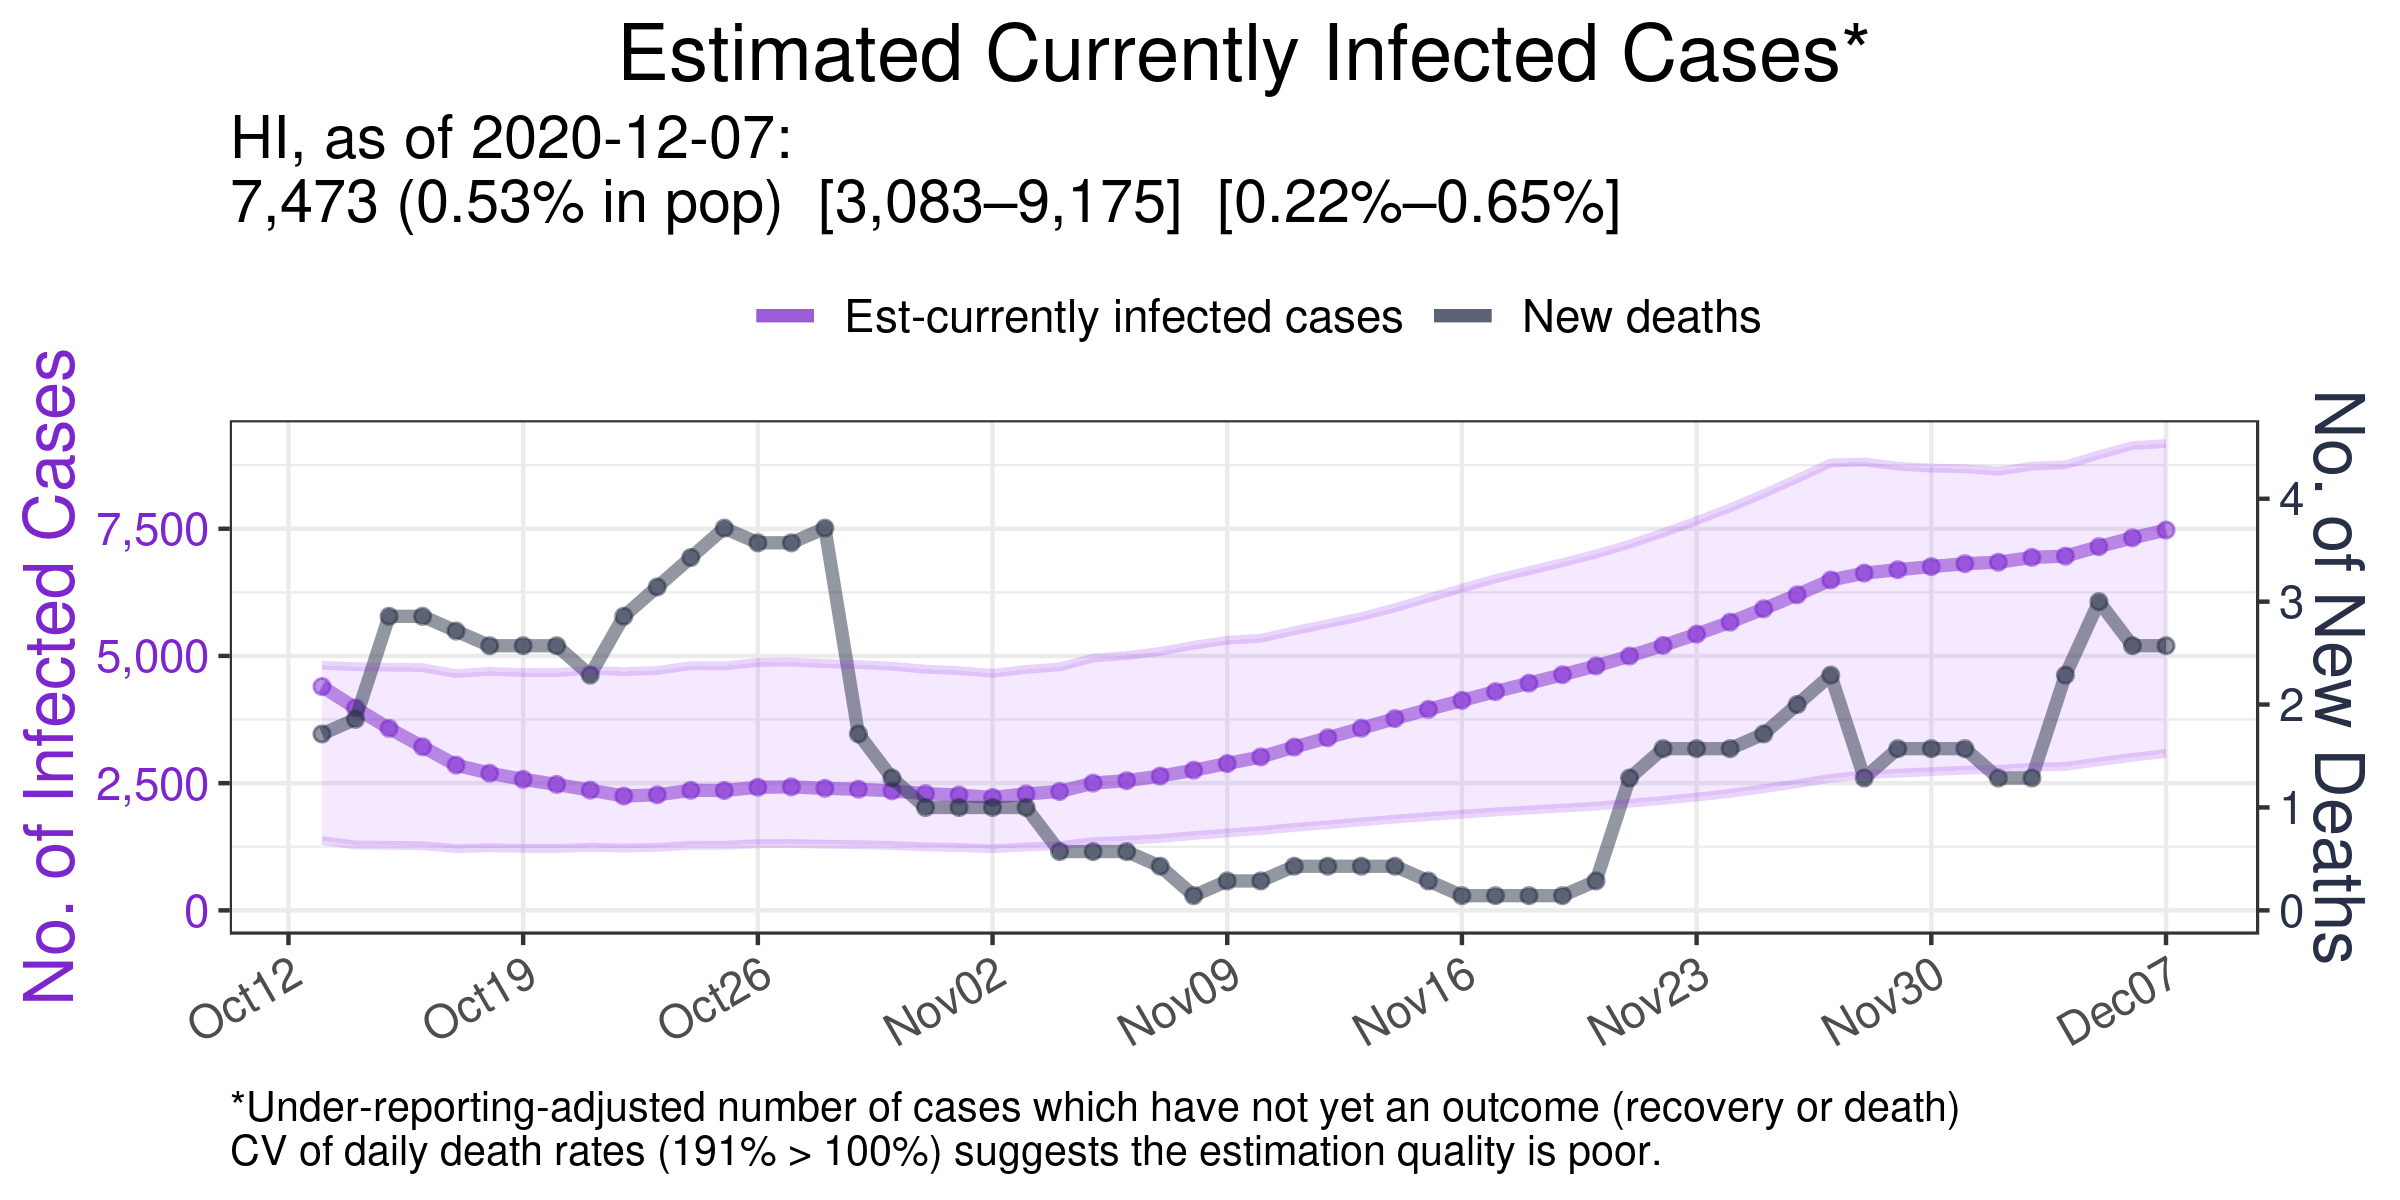 Estimated Currently Infected Cases*
HI, as of 2020-12-07:
7,473 (0.53% in pop) [3,083–9,175] [0.22%–0.65%]
Est-currently infected cases New deaths
No. of Infected Cases
7,500
5,000
2,500
0
No. of New Deaths
4
3
2
1
0
Oct12 Oct19 Oct26 Nov02 Nov09 Nov16 Nov23 Nov30 Dec07
*Under-reporting-adjusted number of cases which have not yet an outcome (recovery or death)
CV of daily death rates (191% > 100%) suggests the estimation quality is poor.